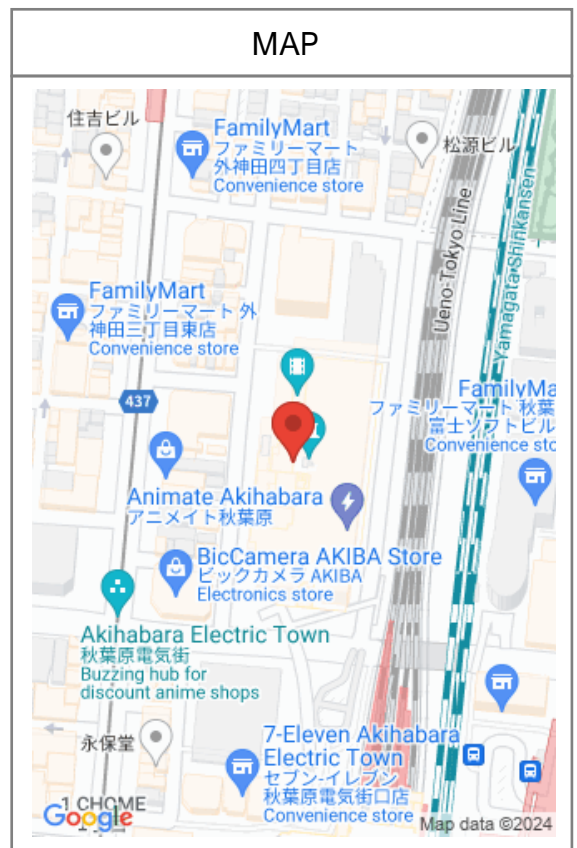 MAP
住吉ビル
FamilyMart
ファミリーマート
外神田四丁目店
Convenience store
松源ビル
Ueno-Tokyo Line
Yamagata Shinkansen
FamilyMart
ファミリーマート 外
神田三丁目東店
Convenience store
437
FamilyMa
ファミリーマート 秋葉
富士ソフトビル
Convenience sto
Animate Akihabara
アニメイト秋葉原
BicCamera AKIBA Store
ビックカメラ AKIBA
Electronics store
Akihabara Electric Town
秋葉原電気街
Buzzing hub for
discount anime shops
永保堂
7-Eleven Akihabara
Electric Town
セブン-イレブン
秋葉原電気街口店
Convenience store
1 CHOME
Google
Map data ©2024